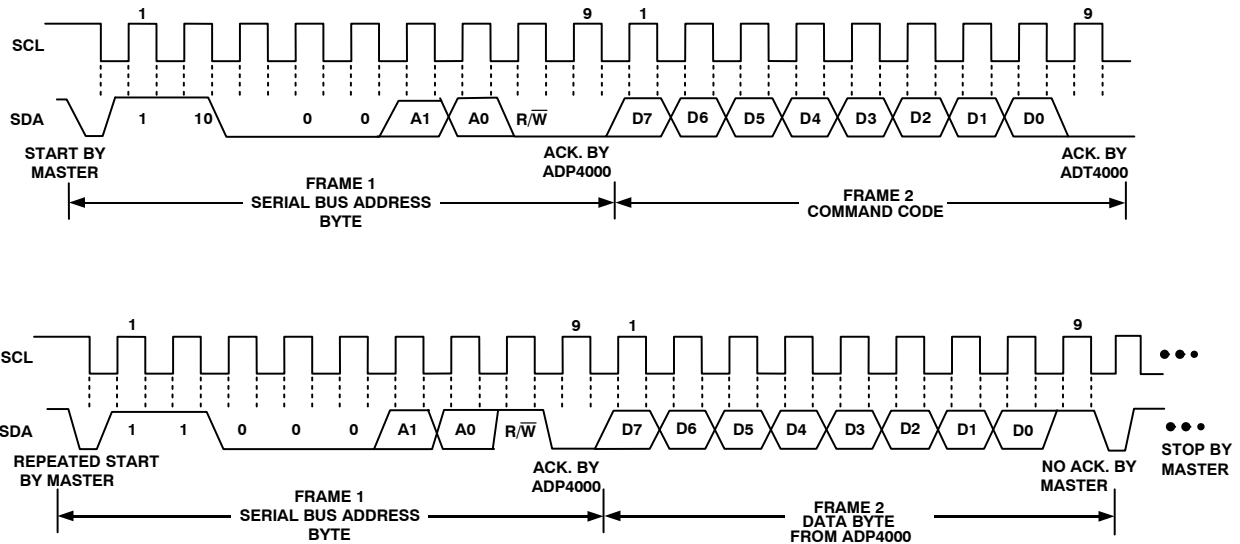 1 9 1 9
SCL
SDA 1 10 0 0 A1 A0 R/W̅ D7 D6 D5 D4 D3 D2 D1 D0
START BY
MASTER
ACK. BY
ADP4000
ACK. BY
ADT4000
FRAME 1
SERIAL BUS ADDRESS
BYTE
FRAME 2
COMMAND CODE
1 9 1 9
SCL
SDA 1 1 0 0 0 A1 A0 R/W̅ D7 D6 D5 D4 D3 D2 D1 D0
REPEATED START
BY MASTER
ACK. BY
ADP4000
NO ACK. BY
MASTER
STOP BY
MASTER
FRAME 1
SERIAL BUS ADDRESS
BYTE
FRAME 2
DATA BYTE
FROM ADP4000